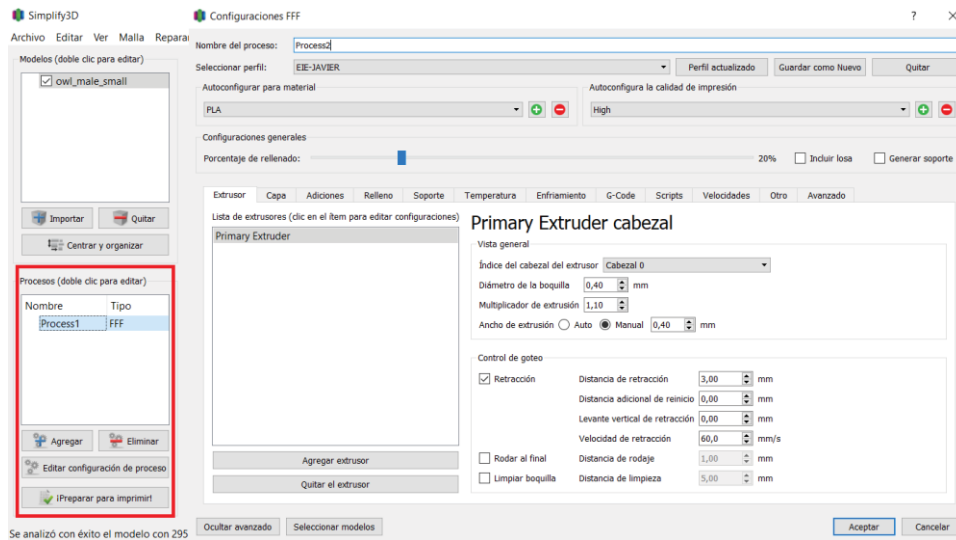 Simplify3D
Archivo Editar Ver Malla Repara
Modelos (doble clic para editar)
owl_male_small
Importar Quitar
Centrar y organizar
Procesos (doble clic para editar)
Nombre Tipo
Process1 FFF
Agregar Eliminar
Editar configuración de proceso
¡Preparar para imprimir!
Se analizó con éxito el modelo con 295
Configuraciones FFF ?
Nombre del proceso: Process2
Seleccionar perfil: EIE-JAVIER Perfil actualizado Guardar como Nuevo Quitar
Autoconfigurar para material
PLA
Autoconfigura la calidad de impresión
High
Configuraciones generales
Porcentaje de rellenado: 20% Incluir losa Generar soporte
Extrusor Capa Adiciones Relleno Soporte Temperatura Enfriamiento G-Code Scripts Velocidades Otro Avanzado
Lista de extrusores (clic en el ítem para editar configuraciones)
Primary Extruder
Agregar extrusor
Quitar el extrusor
Primary Extruder cabezal
Vista general
Índice del cabezal del extrusor Cabezal 0
Diámetro de la boquilla 0,40 mm
Multiplicador de extrusión 1,10
Ancho de extrusión Auto Manual 0,40 mm
Control de goteo
Retracción Distancia de retracción 3,00 mm
Distancia adicional de reinicio 0,00 mm
Levante vertical de retracción 0,00 mm
Velocidad de retracción 60,0 mm/s
Rodar al final Distancia de rodaje 1,00 mm
Limpiar boquilla Distancia de limpieza 5,00 mm
Ocultar avanzado Seleccionar modelos Aceptar Cancelar